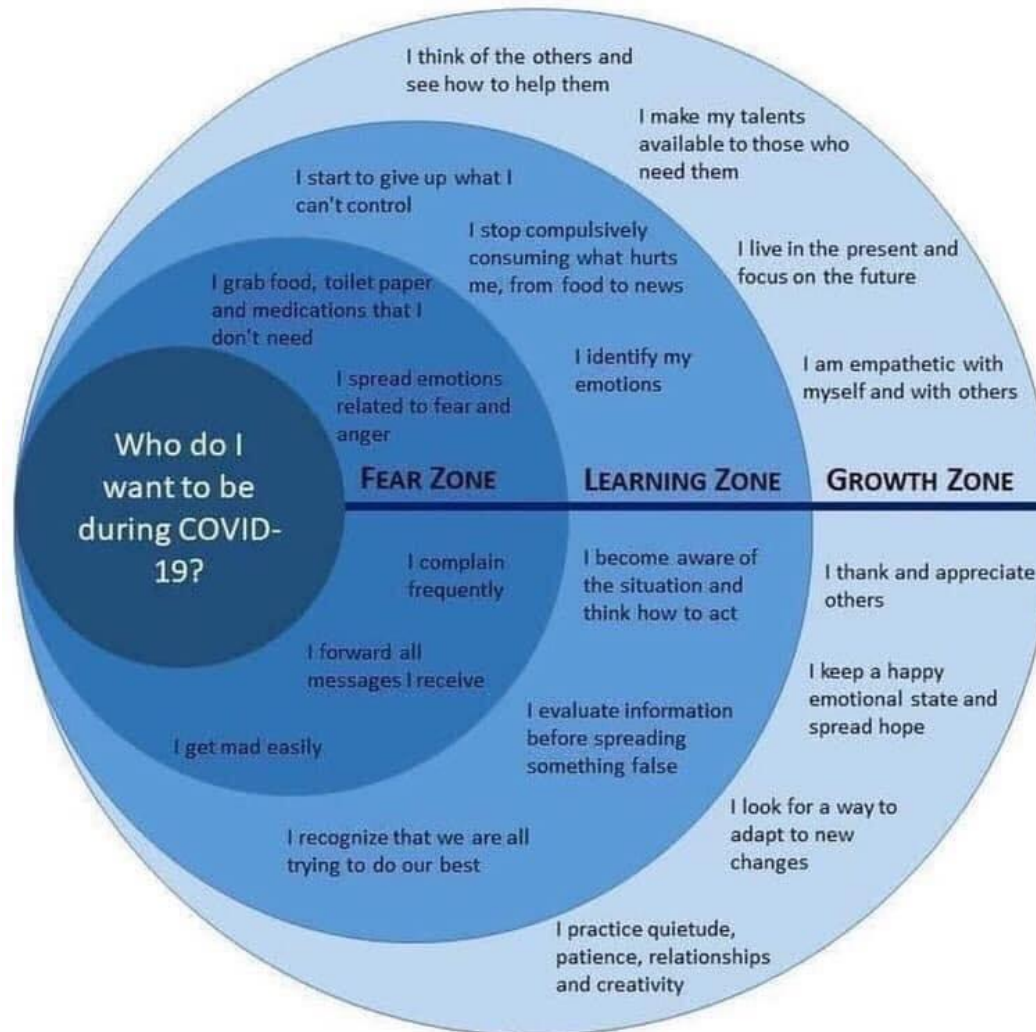 I think of the others and
see how to help them
I make my talents
available to those who
need them
I start to give up what I
can't control
I stop compulsively
consuming what hurts
me, from food to news
I live in the present and
focus on the future
I grab food, toilet paper
and medications that I
don't need
I identify my
emotions
I am empathetic with
myself and with others
I spread emotions
related to fear and
anger
Who do I
want to be
during COVID-
19?
FEAR ZONE
LEARNING ZONE
GROWTH ZONE
I complain
frequently
I become aware of
the situation and
think how to act
I thank and appreciate
others
I forward all
messages I receive
I keep a happy
emotional state and
spread hope
I get mad easily
I evaluate information
before spreading
something false
I look for a way to
adapt to new
changes
I recognize that we are all
trying to do our best
I practice quietude,
patience, relationships
and creativity